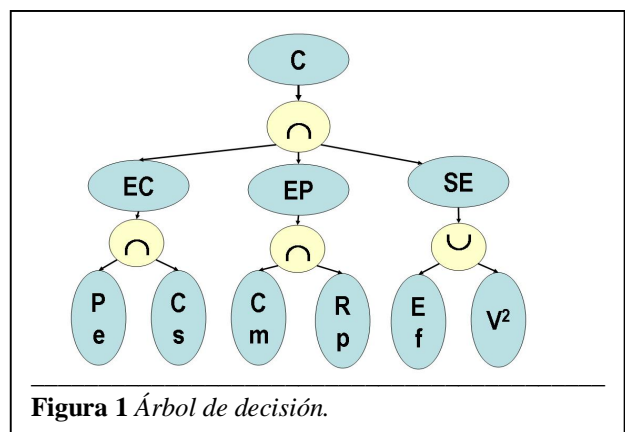 C
∩
EC EP SE
∩ ∩ ∪
P C C R E V²
e s m p f
Figura 1 Árbol de decisión.